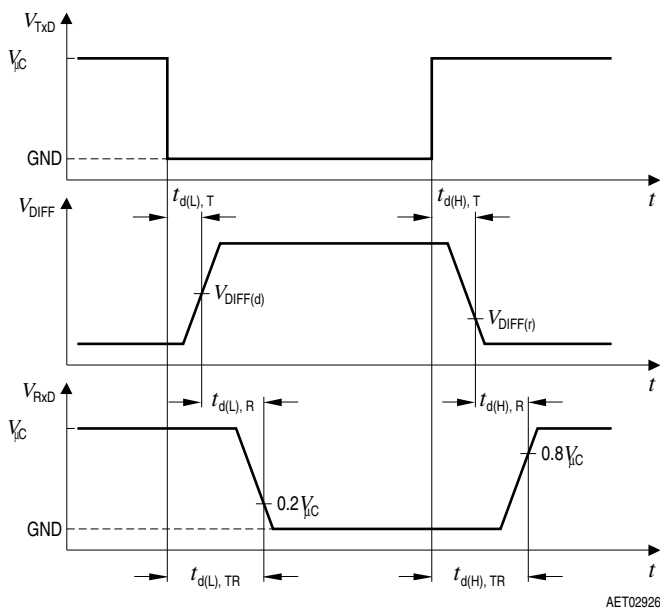 V_TxD
V_µC
GND
t
t_d(L), T
t_d(H), T
V_DIFF
V_DIFF(d)
V_DIFF(r)
t
t_d(L), R
t_d(H), R
V_RxD
V_µC
0.8V_µC
0.2V_µC
GND
t
t_d(L), TR
t_d(H), TR
AET02926